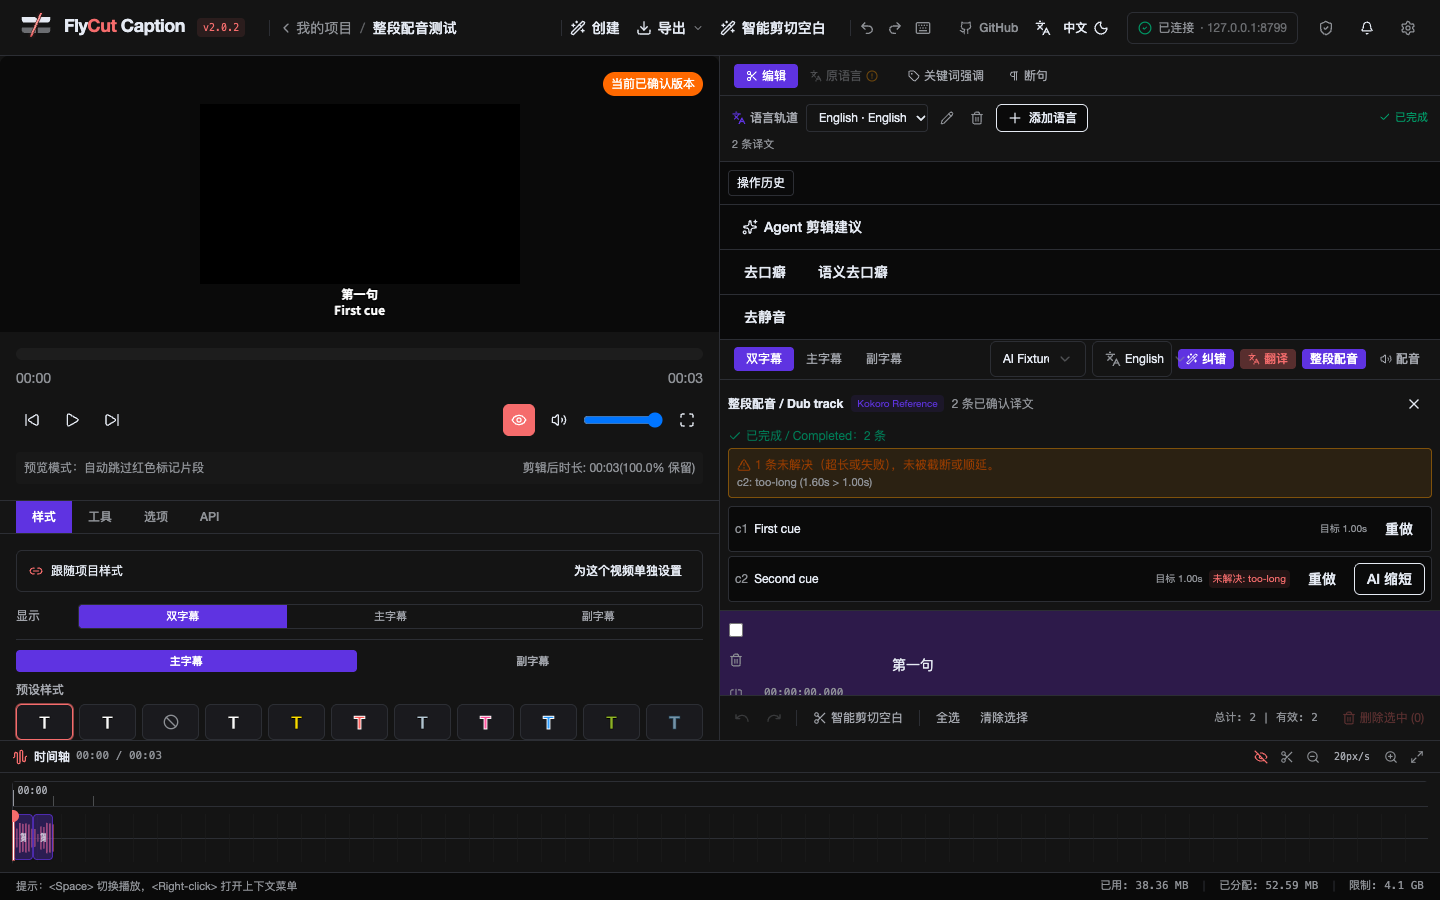 FlyCut Caption v2.0.2 我的项目 / 整段配音测试 创建 导出 智能剪切空白 GitHub 中文 已连接 · 127.0.0.1:8799
当前已确认版本
第一句
First cue
00:00 00:03
预览模式：自动跳过红色标记片段 剪辑后时长: 00:03(100.0% 保留)
样式 工具 选项 API
跟随项目样式 为这个视频单独设置
显示 双字幕 主字幕 副字幕
主字幕 副字幕
预设样式
T T T T T T T T T T
编辑 原语言 关键词强调 断句
语言轨道 English · English 添加语言 已完成
2 条译文
操作历史
Agent 剪辑建议
去口癖 语义去口癖
去静音
双字幕 主字幕 副字幕 AI Fixtur English 纠错 翻译 整段配音 配音
整段配音 / Dub track Kokoro Reference 2 条已确认译文
已完成 / Completed：2 条
1 条未解决（超长或失败），未被截断或顺延。
c2: too-long (1.60s > 1.00s)
c1 First cue 目标 1.00s 重做
c2 Second cue 目标 1.00s 未解决: too-long 重做 AI 缩短
第一句
00:00:00.000
智能剪切空白 全选 清除选择 总计: 2 | 有效: 2 删除选中 (0)
时间轴 00:00 / 00:03 20px/s
00:00
提示：<Space> 切换播放，<Right-click> 打开上下文菜单 已用: 38.36 MB 已分配: 52.59 MB 限制: 4.1 GB